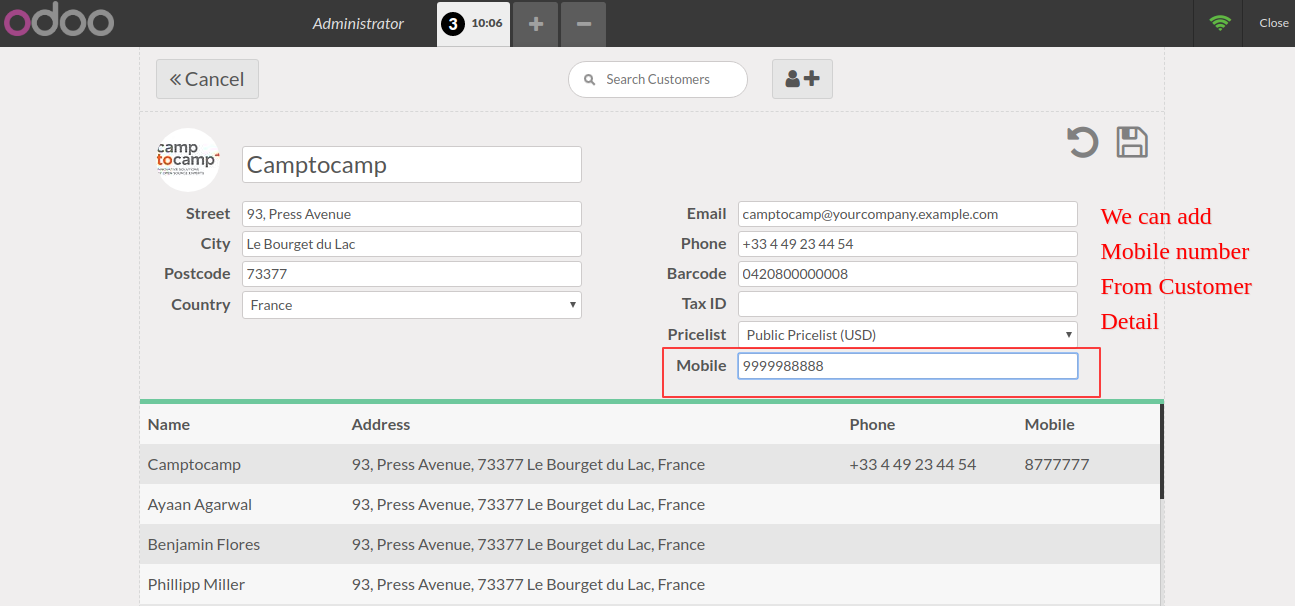 odoo
Administrator
3 10:06
Close
Cancel
Search Customers
camp
tocamp
INNOVATIVE SOLUTIONS
BY OPEN SOURCE EXPERTS
Camptocamp
Street 93, Press Avenue
City Le Bourget du Lac
Postcode 73377
Country France
Email camptocamp@yourcompany.example.com
Phone +33 4 49 23 44 54
Barcode 0420800000008
Tax ID
Pricelist Public Pricelist (USD)
Mobile 9999988888
We can add
Mobile number
From Customer
Detail
Name Address Phone Mobile
Camptocamp 93, Press Avenue, 73377 Le Bourget du Lac, France +33 4 49 23 44 54 8777777
Ayaan Agarwal 93, Press Avenue, 73377 Le Bourget du Lac, France
Benjamin Flores 93, Press Avenue, 73377 Le Bourget du Lac, France
Phillipp Miller 93, Press Avenue, 73377 Le Bourget du Lac, France